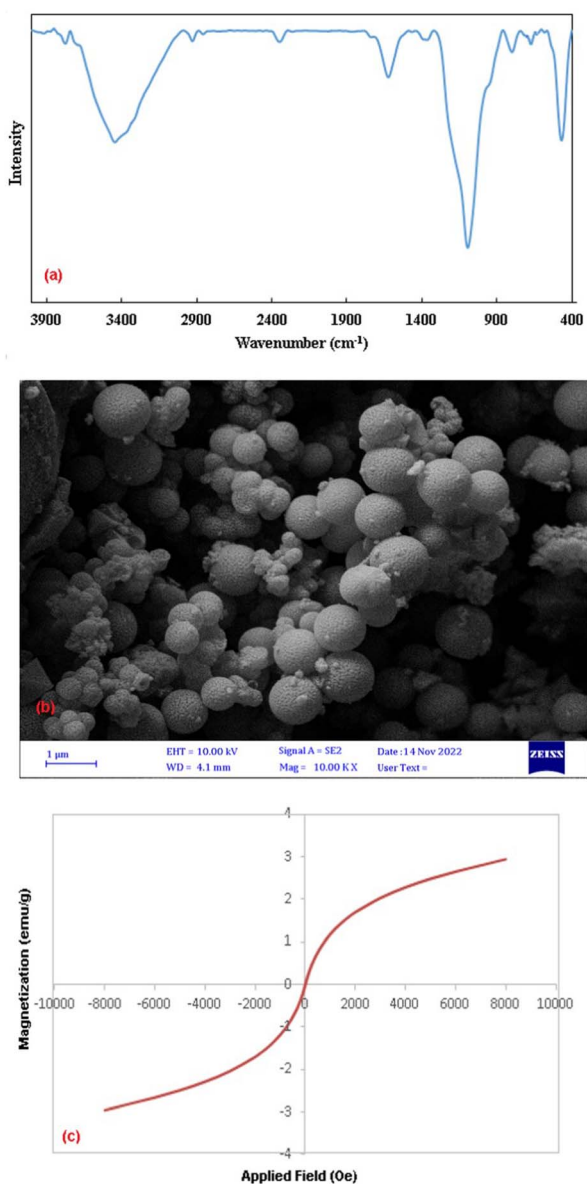 Intensity
(a)
3900 3400 2900 2400 1900 1400 900 400
Wavenumber (cm-1)
(b)
1 µm
EHT = 10.00 kV Signal A = SE2 Date :14 Nov 2022
WD = 4.1 mm Mag = 10.00 K X User Text =
ZEISS
Magnetization (emu/g)
4
3
2
1
0
-10000 -8000 -6000 -4000 -2000 0 2000 4000 6000 8000 10000
-1
-2
-3
-4
(c)
Applied Field (Oe)